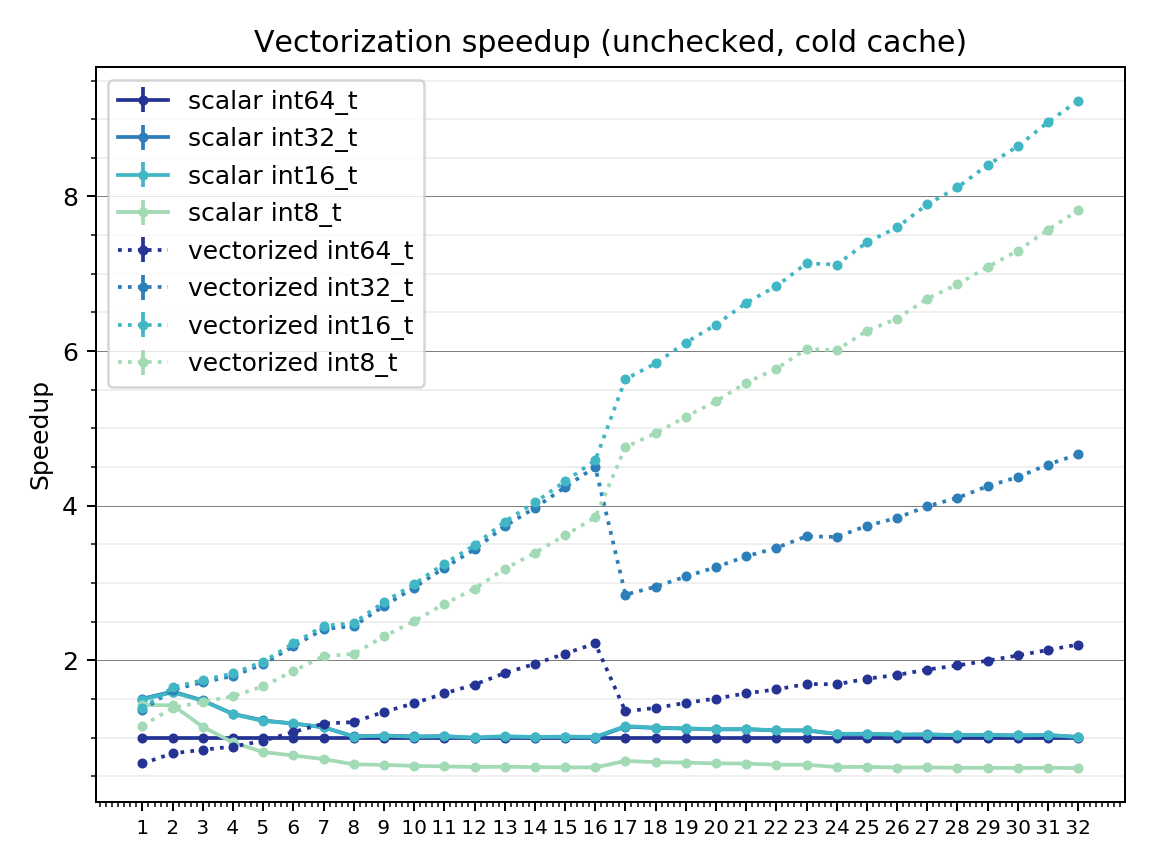 Vectorization speedup (unchecked, cold cache)
scalar int64_t
scalar int32_t
scalar int16_t
scalar int8_t
vectorized int64_t
vectorized int32_t
vectorized int16_t
vectorized int8_t
Speedup
8
6
4
2
1 2 3 4 5 6 7 8 9 10 11 12 13 14 15 16 17 18 19 20 21 22 23 24 25 26 27 28 29 30 31 32